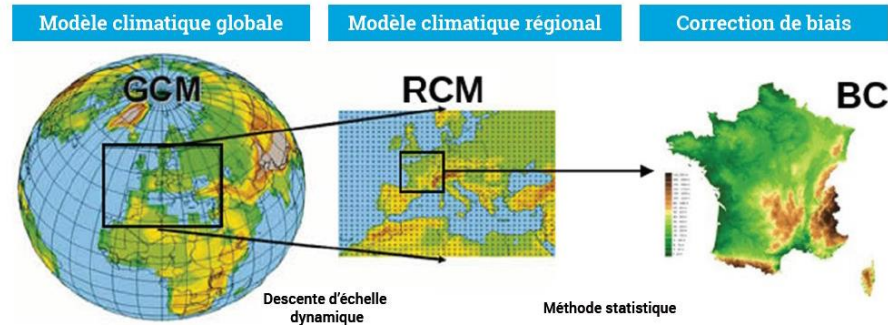 Modèle climatique globale
Modèle climatique régional
Correction de biais
GCM
RCM
BC
Descente d'échelle
dynamique
Méthode statistique